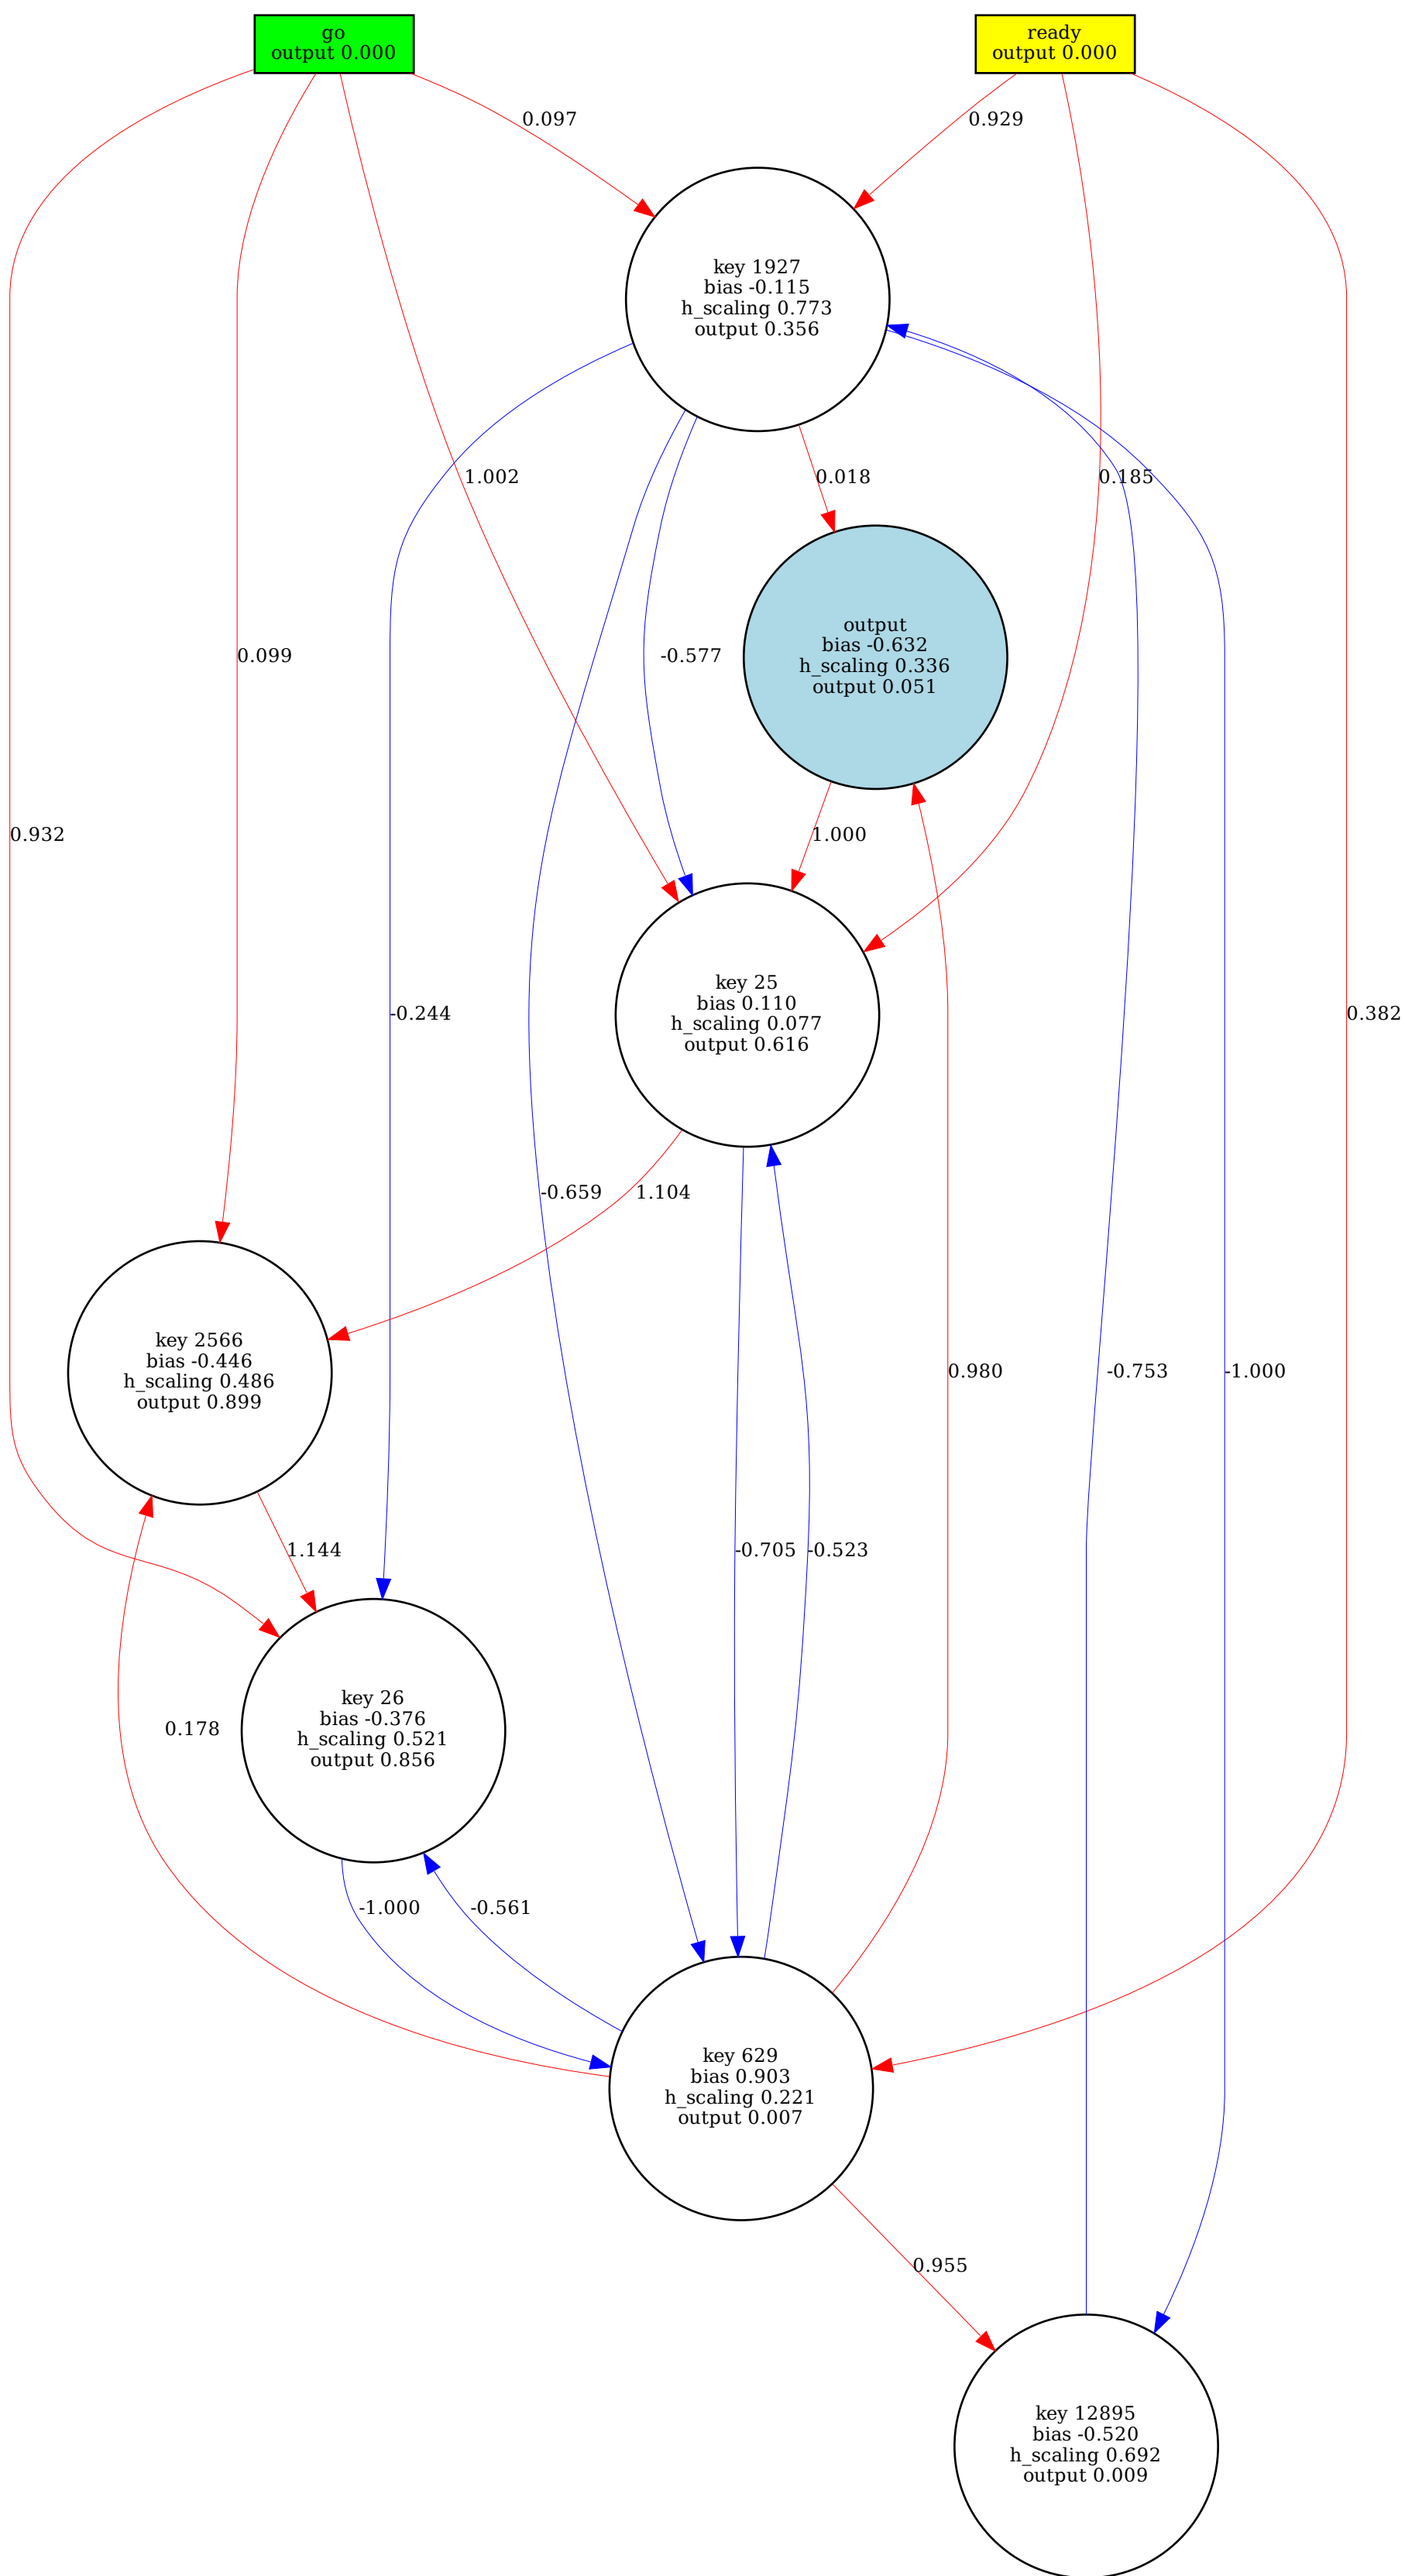 go
output 0.000
ready
output 0.000
0.097
0.929
key 1927
bias -0.115
h_scaling 0.773
output 0.356
1.002
0.018
0.185
output
bias -0.632
h_scaling 0.336
output 0.051
0.099
-0.577
0.932
1.000
key 25
bias 0.110
h_scaling 0.077
output 0.616
-0.244
0.382
-0.659
1.104
key 2566
bias -0.446
h_scaling 0.486
output 0.899
0.980
-0.753
-1.000
1.144
-0.705
-0.523
key 26
bias -0.376
h_scaling 0.521
output 0.856
0.178
-1.000
-0.561
key 629
bias 0.903
h_scaling 0.221
output 0.007
0.955
key 12895
bias -0.520
h_scaling 0.692
output 0.009